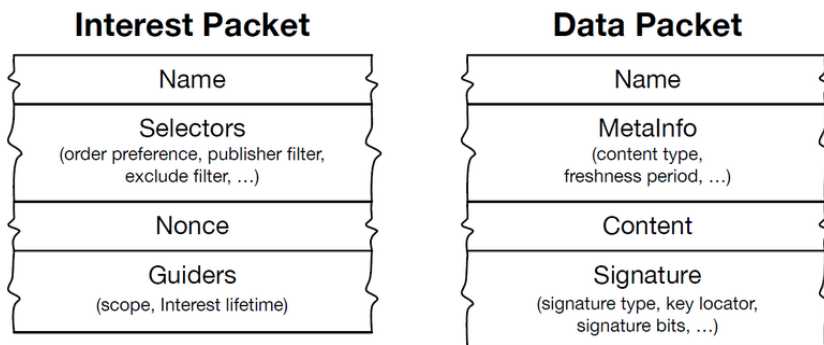 Interest Packet
Name
Selectors
(order preference, publisher filter,
exclude filter, ...)
Nonce
Guiders
(scope, Interest lifetime)
Data Packet
Name
MetaInfo
(content type,
freshness period, ...)
Content
Signature
(signature type, key locator,
signature bits, ...)